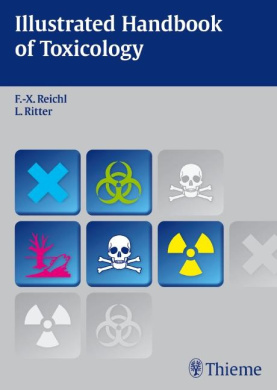 Illustrated Handbook
of Toxicology
F.-X. Reichl
L. Ritter
Thieme